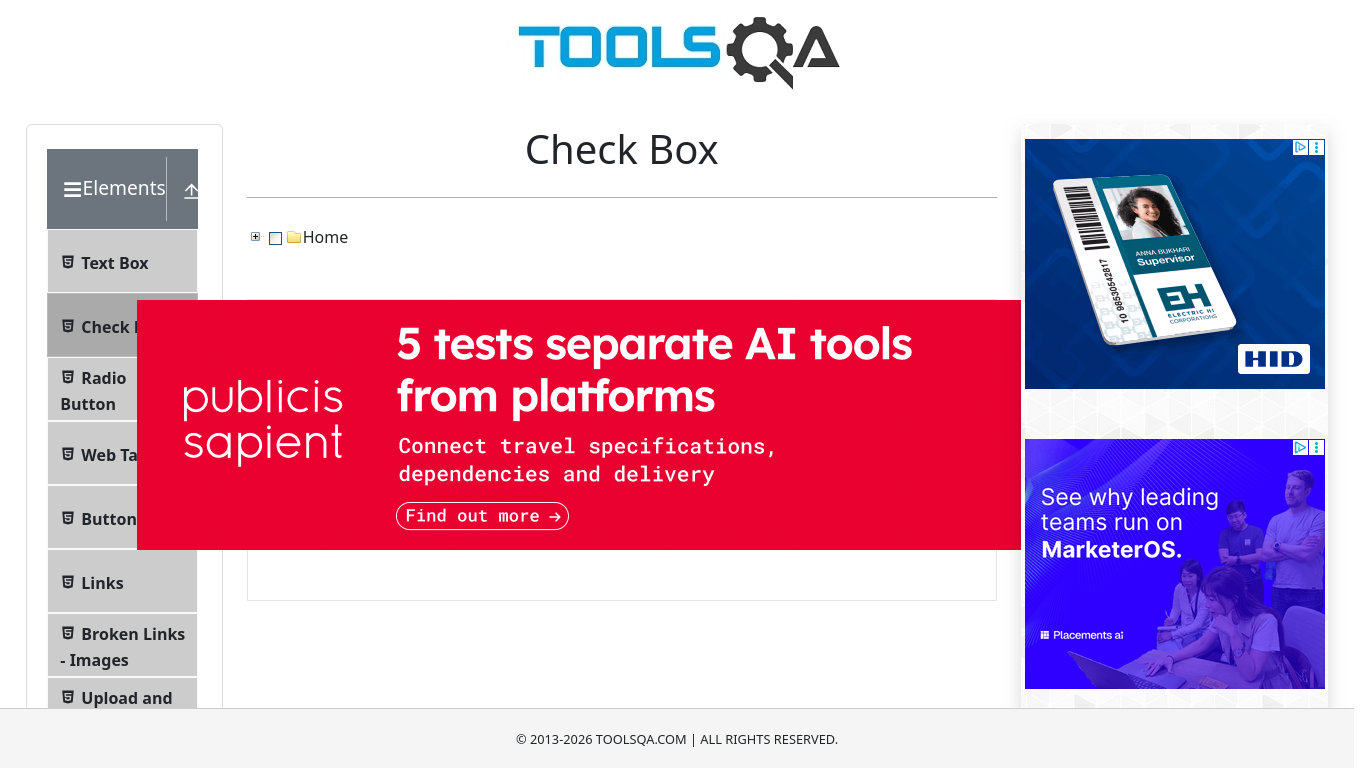 TOOLSQA
Check Box
Elements
Text Box
Check
Radio
Button
Web Ta
Button
Links
Broken Links
- Images
Upload and
Home
publicis
sapient
5 tests separate AI tools
from platforms
Connect travel specifications,
dependencies and delivery
Find out more →
ANNA BUKHARI
Supervisor
10 98530542817
EH
ELECTRIC HI
CORPORATIONS
HID
See why leading
teams run on
MarketerOS.
Placements ai
© 2013-2026 TOOLSQA.COM | ALL RIGHTS RESERVED.